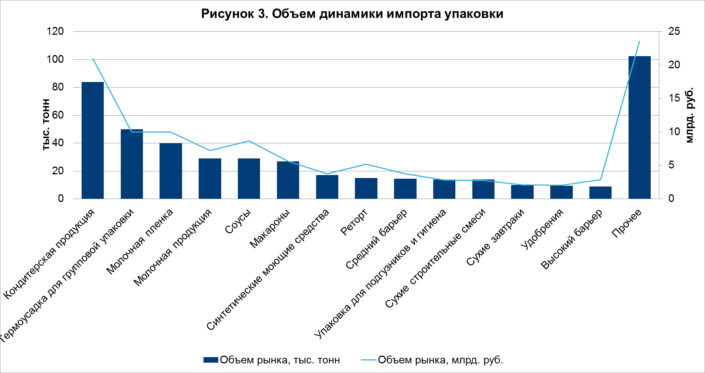 Рисунок 3. Объем динамики импорта упаковки
120
100
80
60
40
20
0
тыс. тонн
25
20
15
10
5
0
млрд. руб.
Кондитерская продукция
Термоусадка для групповой упаковки
Молочная пленка
Молочная продукция
Соусы
Макароны
Синтетические моющие средства
Реторт
Средний барьер
Упаковка для подгузников и гигиена
Сухие строительные смеси
Сухие завтраки
Удобрения
Высокий барьер
Прочее
Объем рынка, тыс. тонн
Объем рынка, млрд. руб.